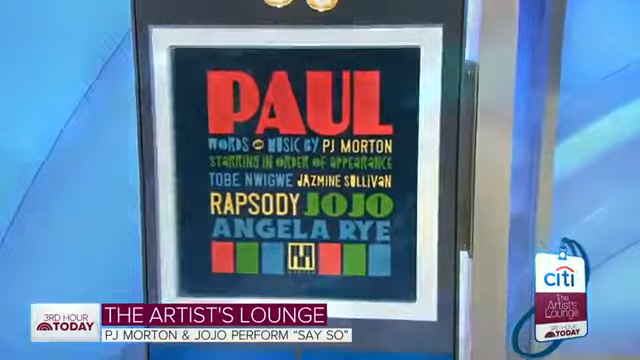 PAUL
WORDS AND MUSIC BY PJ MORTON
STARRING IN ORDER OF APPEARANCE
TOBE NWIGWE JAZMINE SULLIVAN
RAPSODY JOJO
ANGELA RYE
MORTON
citi
The
Artist's
Lounge
3RD HOUR
TODAY
3RD HOUR
TODAY
THE ARTIST'S LOUNGE
PJ MORTON & JOJO PERFORM "SAY SO"